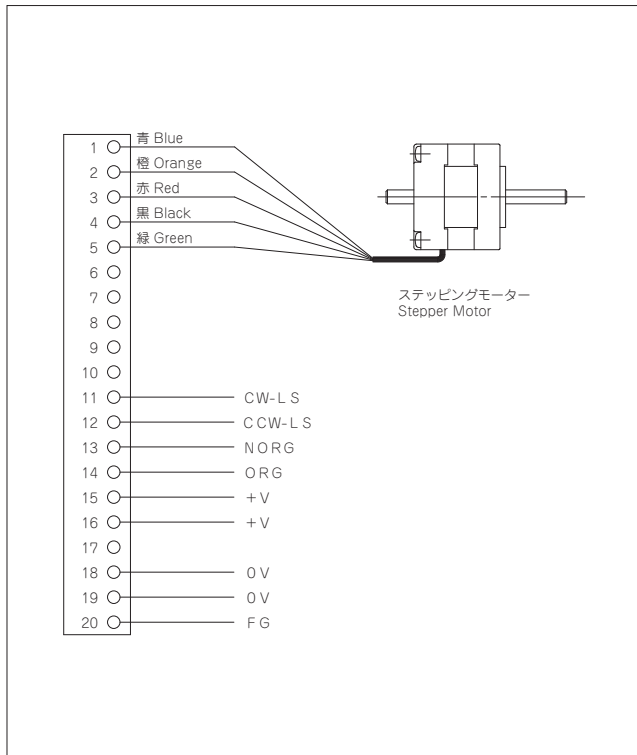 1 青 Blue
2 橙 Orange
3 赤 Red
4 黒 Black
5 緑 Green
6
7
8
9
10
11 CW-LS
12 CCW-LS
13 NORG
14 ORG
15 +V
16 +V
17
18 0V
19 0V
20 FG
ステッピングモーター
Stepper Motor